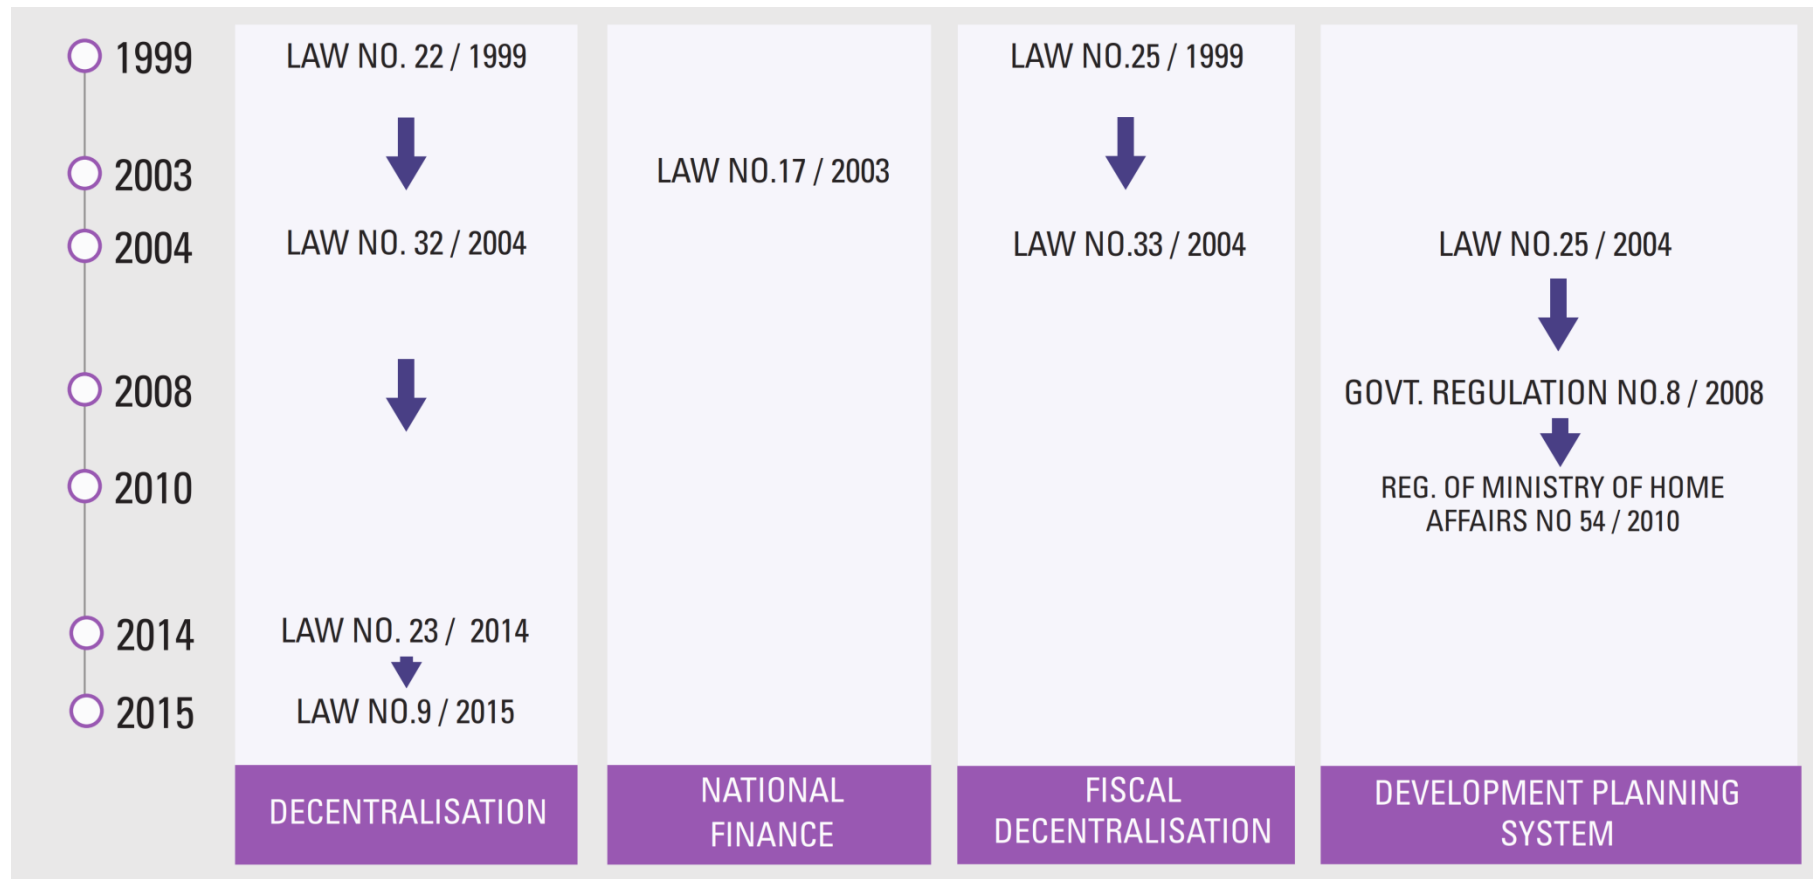 1999
LAW NO. 22 / 1999
LAW NO.25 / 1999
2003
LAW NO.17 / 2003
2004
LAW NO. 32 / 2004
LAW NO.33 / 2004
LAW NO.25 / 2004
2008
GOVT. REGULATION NO.8 / 2008
2010
REG. OF MINISTRY OF HOME
AFFAIRS NO 54 / 2010
2014
LAW NO. 23 / 2014
2015
LAW NO.9 / 2015
DECENTRALISATION
NATIONAL
FINANCE
FISCAL
DECENTRALISATION
DEVELOPMENT PLANNING
SYSTEM